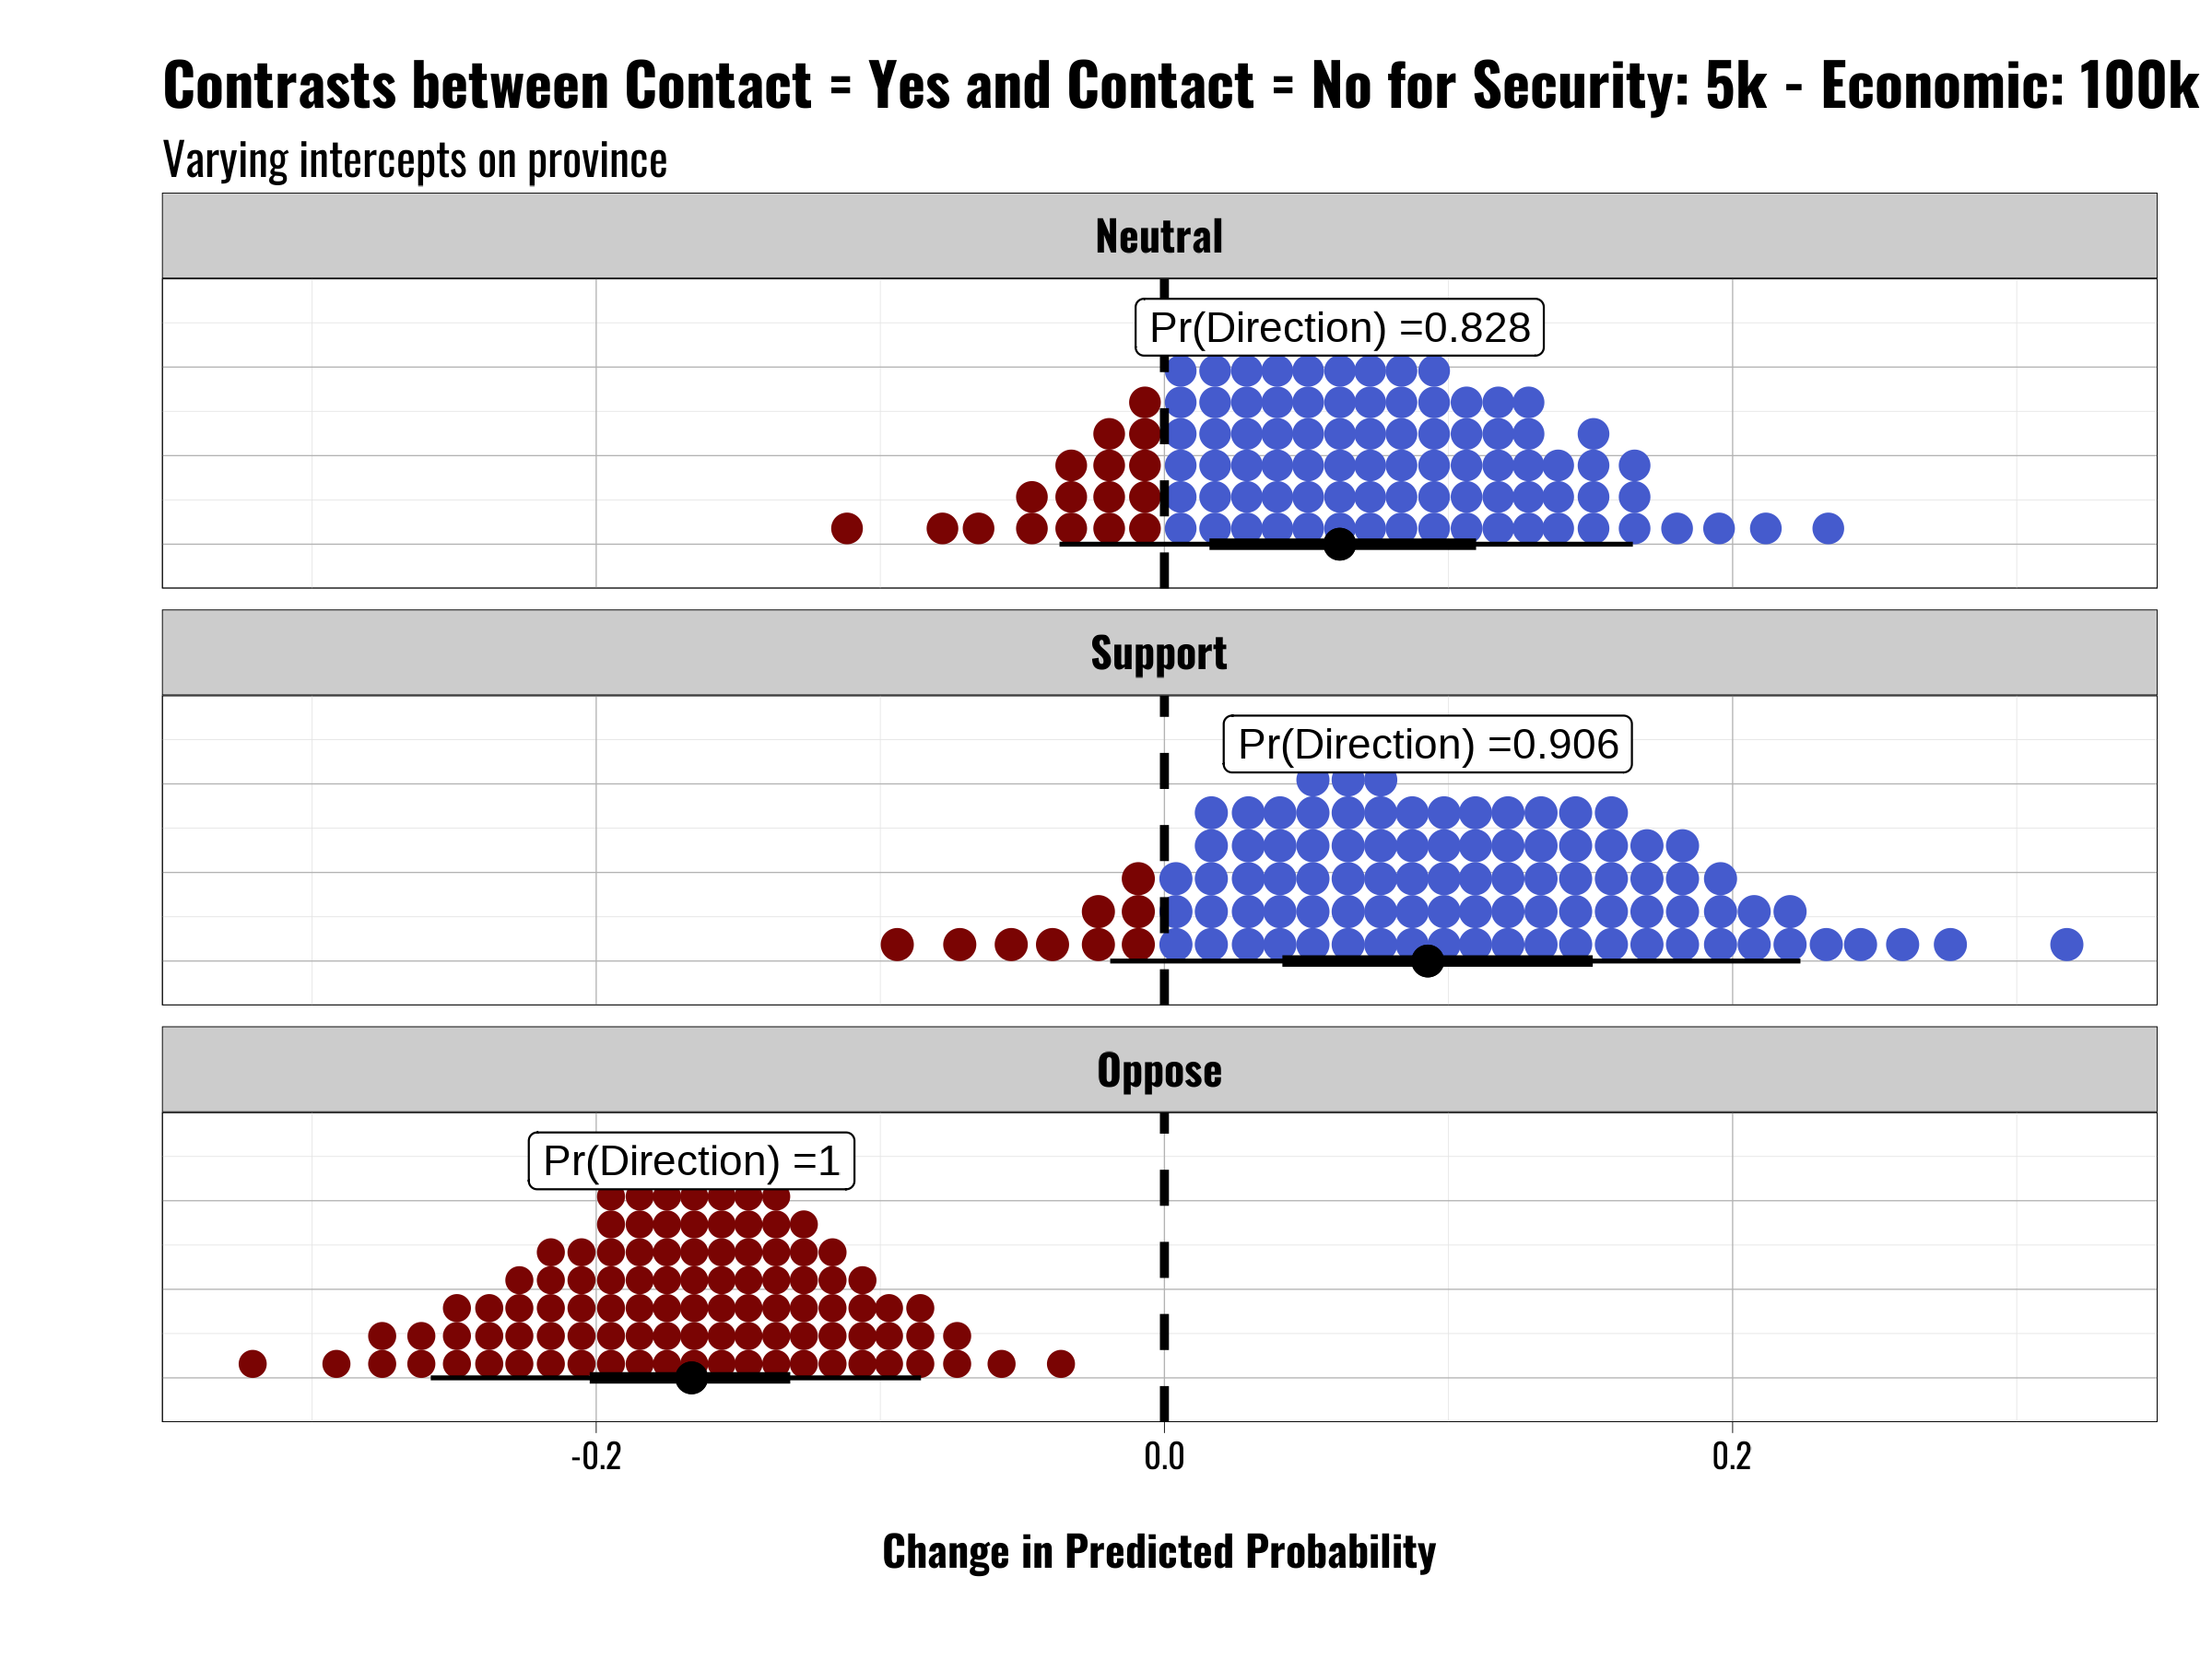 Contrasts between Contact = Yes and Contact = No for Security: 5k - Economic: 100k
Varying intercepts on province
Neutral
Pr(Direction) =0.828
Support
Pr(Direction) =0.906
Oppose
Pr(Direction) =1
-0.2 0.0 0.2
Change in Predicted Probability